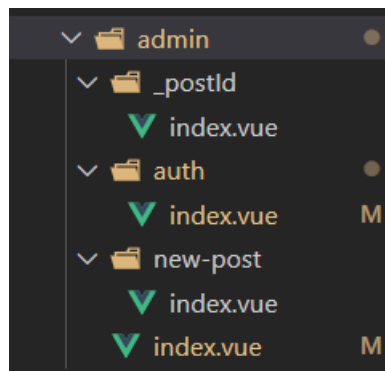 admin
_postId
index.vue
auth
index.vue M
new-post
index.vue
index.vue M